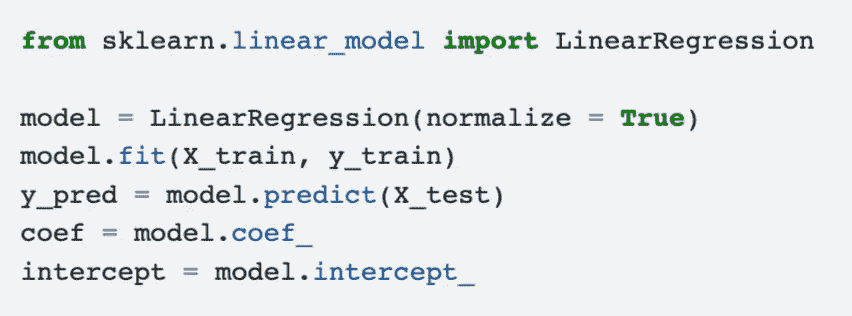 from sklearn.linear_model import LinearRegression
model = LinearRegression(normalize = True)
model.fit(X_train, y_train)
y_pred = model.predict(X_test)
coef = model.coef_
intercept = model.intercept_